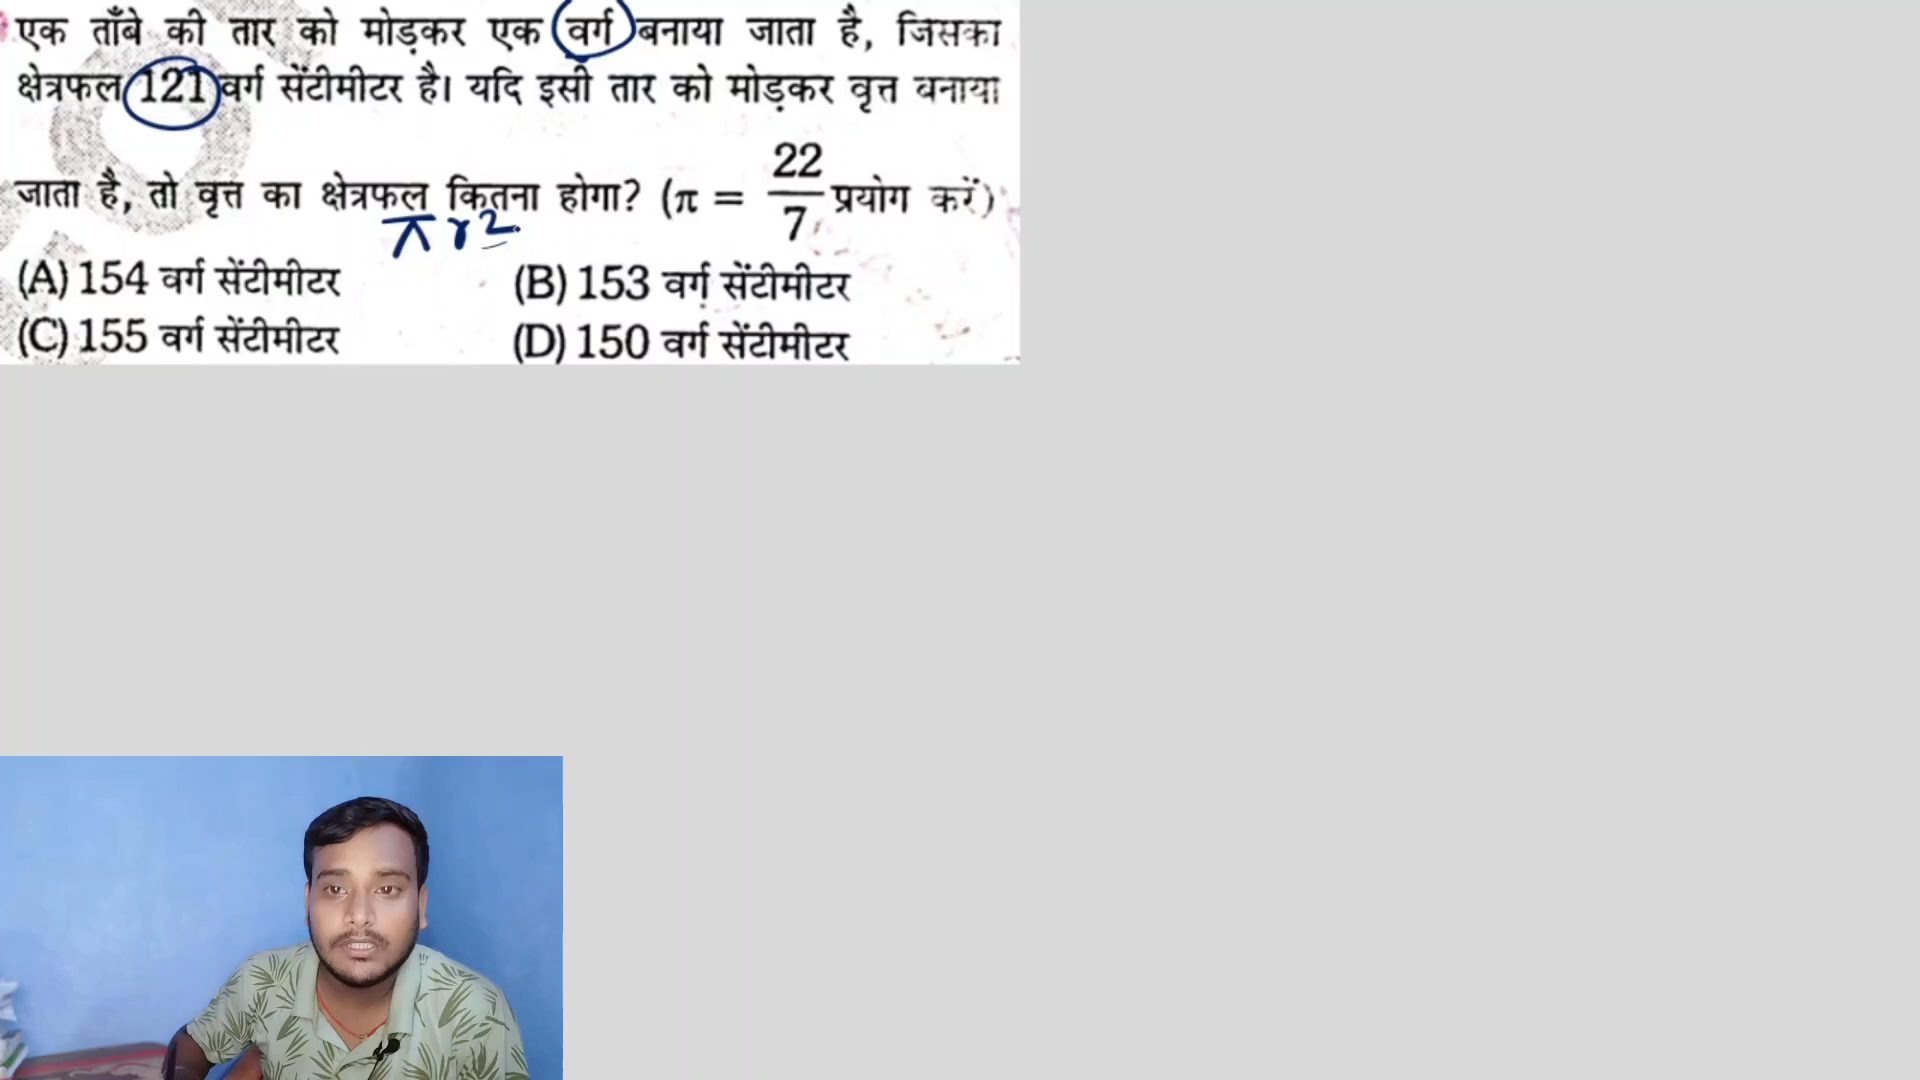 एक ताँबे की तार को मोड़कर एक वर्ग बनाया जाता है, जिसका
क्षेत्रफल 121 वर्ग सेंटीमीटर है। यदि इसी तार को मोड़कर वृत्त बनाया
जाता है, तो वृत्त का क्षेत्रफल कितना होगा? (π = 22/7 प्रयोग करें)
πr2
(A) 154 वर्ग सेंटीमीटर (B) 153 वर्ग सेंटीमीटर
(C) 155 वर्ग सेंटीमीटर (D) 150 वर्ग सेंटीमीटर